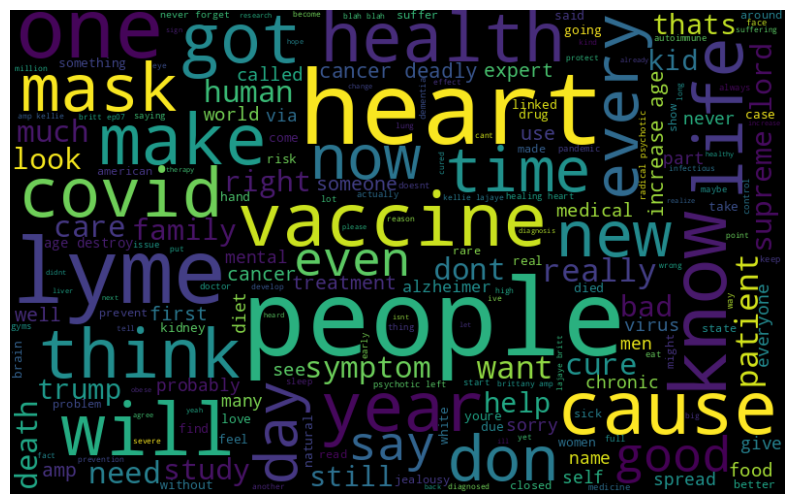 one
got
health
never forget
research
become
blah blah
suffer
said
going
around
face
suffering
thats
autoimmune
something
sign
hope
eye
kind
protect
already
always
million
amp kellie
britt ep07
saying
called
cancer deadly
expert
kid
mask
human
heart
every
life
supreme lord
make
world
via
effect
change
dementia
lung
cant
linked
drug
show
long
never
case
much
come
now
use
made
pandemic
radical psychotic
increase age
part
healthy
infectious
look
american
risk
cured
time
doesnt
maybe
realize
therapy
right
someone
actually
take
control
covid
hand
lot
kellie lajaye
healing heart
medical
care
family
vaccine
reason
please
diagnosis
new
point
keep
age destroy
issue
put
mental
even
rare
real
dont
really
wrong
lyme
didnt
doctor
cancer
treatment
alzheimer
died
bad
know
patient
everyone
way
liver
next
develop
high
ive
virus
state
well
first
prevent
tell
diet
heard
isnt
thing
people
men
might
gyms
kidney
see
symptom
early
want
cure
eat
brain
think
trump
probably
many
sleep
psychotic left
start
brittany amp
lajaye britt
chronic
problem
obese
love
year
help
youre
cause
big
death
will
agree
yeah
find
feel
day
natural
white
due
yet
sick
women
full
name
give
severe
say
sorry
don
good
fact
prevention
amp
study
read
jealousy
self
spread
food
need
without
another
still
back
diagnosed
closed
medicine
better